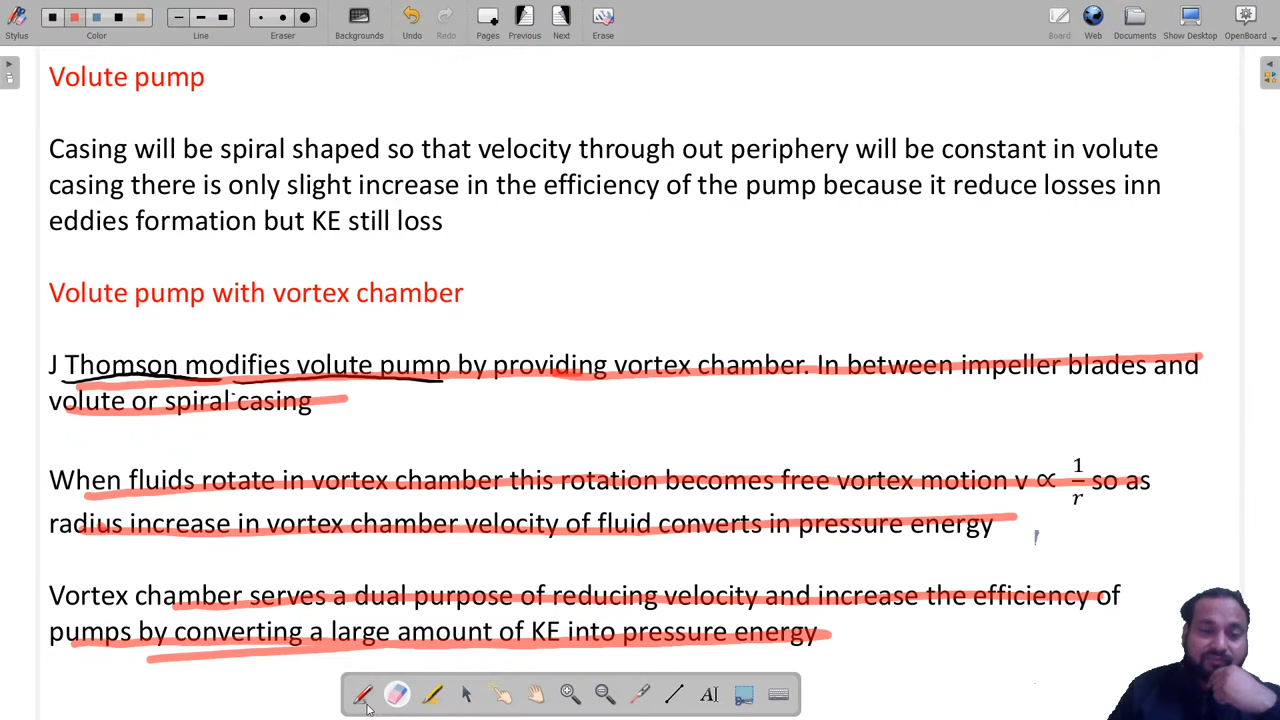 Stylus Color Line Eraser Backgrounds Undo Redo Pages Previous Next Erase Board Web Documents Show Desktop OpenBoard
Volute pump
Casing will be spiral shaped so that velocity through out periphery will be constant in volute
casing there is only slight increase in the efficiency of the pump because it reduce losses inn
eddies formation but KE still loss
Volute pump with vortex chamber
J Thomson modifies volute pump by providing vortex chamber. In between impeller blades and
volute or spiral casing
When fluids rotate in vortex chamber this rotation becomes free vortex motion v ∝ 1/r so as
radius increase in vortex chamber velocity of fluid converts in pressure energy
Vortex chamber serves a dual purpose of reducing velocity and increase the efficiency of
pumps by converting a large amount of KE into pressure energy
AI